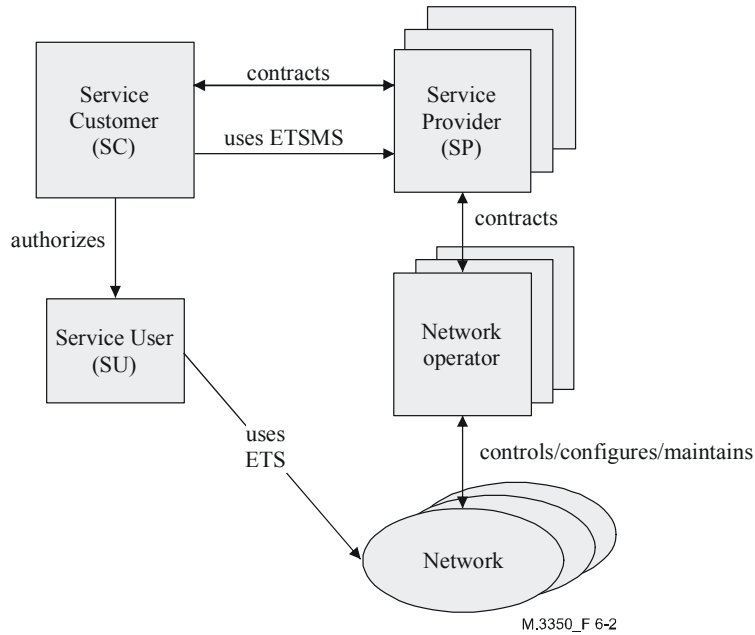 contracts
Service
Customer
(SC)
Service
Provider
(SP)
uses ETSMS
contracts
authorizes
Service User
(SU)
Network
operator
uses
ETS
controls/configures/maintains
Network
M.3350_F 6-2